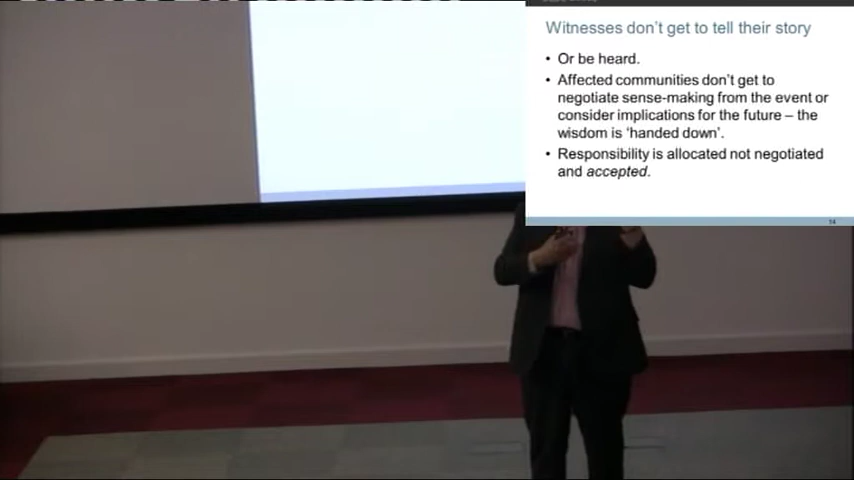 Witnesses don't get to tell their story
• Or be heard.
• Affected communities don't get to
negotiate sense-making from the event or
consider implications for the future – the
wisdom is 'handed down'.
• Responsibility is allocated not negotiated
and accepted.
14